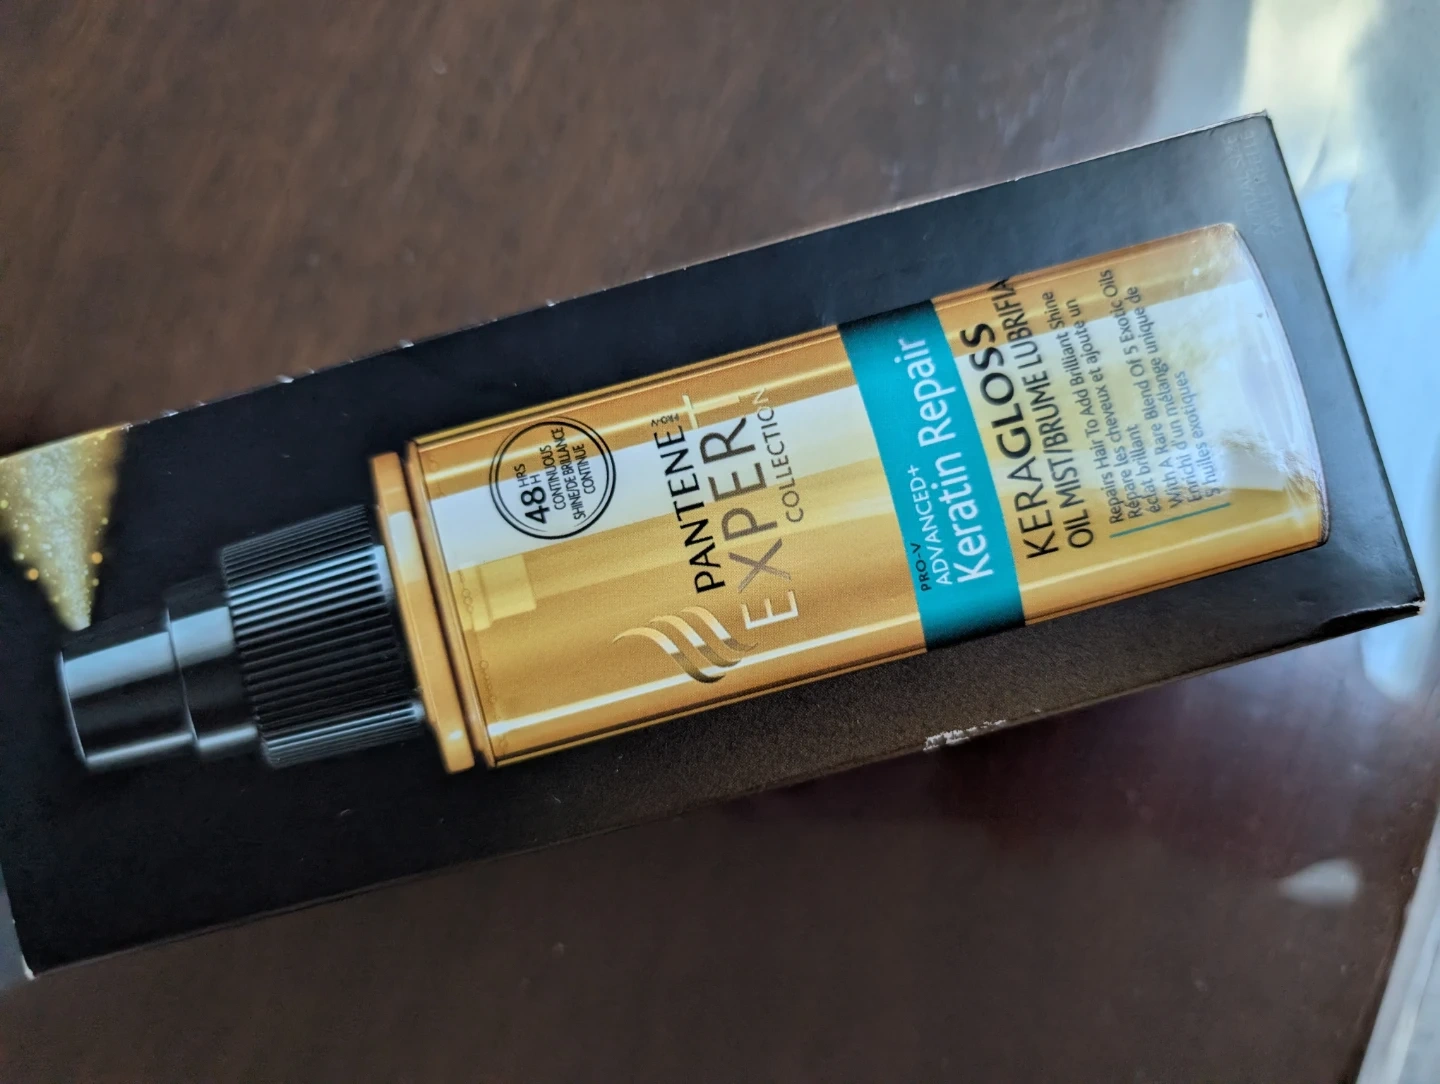 48 HRS
H
CONTINUOUS
SHINE/DE BRILLANCE
CONTINUE
PANTENE
EXPERT
COLLECTION
PRO-V
ADVANCED+
Keratin Repair
KERAGLOSS
OIL MIST/BRUME LUBRIFIA
Repairs Hair To Add Brilliant Shine
Répare les cheveux et ajoute un
éclat brillant
With A Rare Blend Of 5 Exotic Oils
Enrichi d'un mélange unique de
5 huiles exotiques